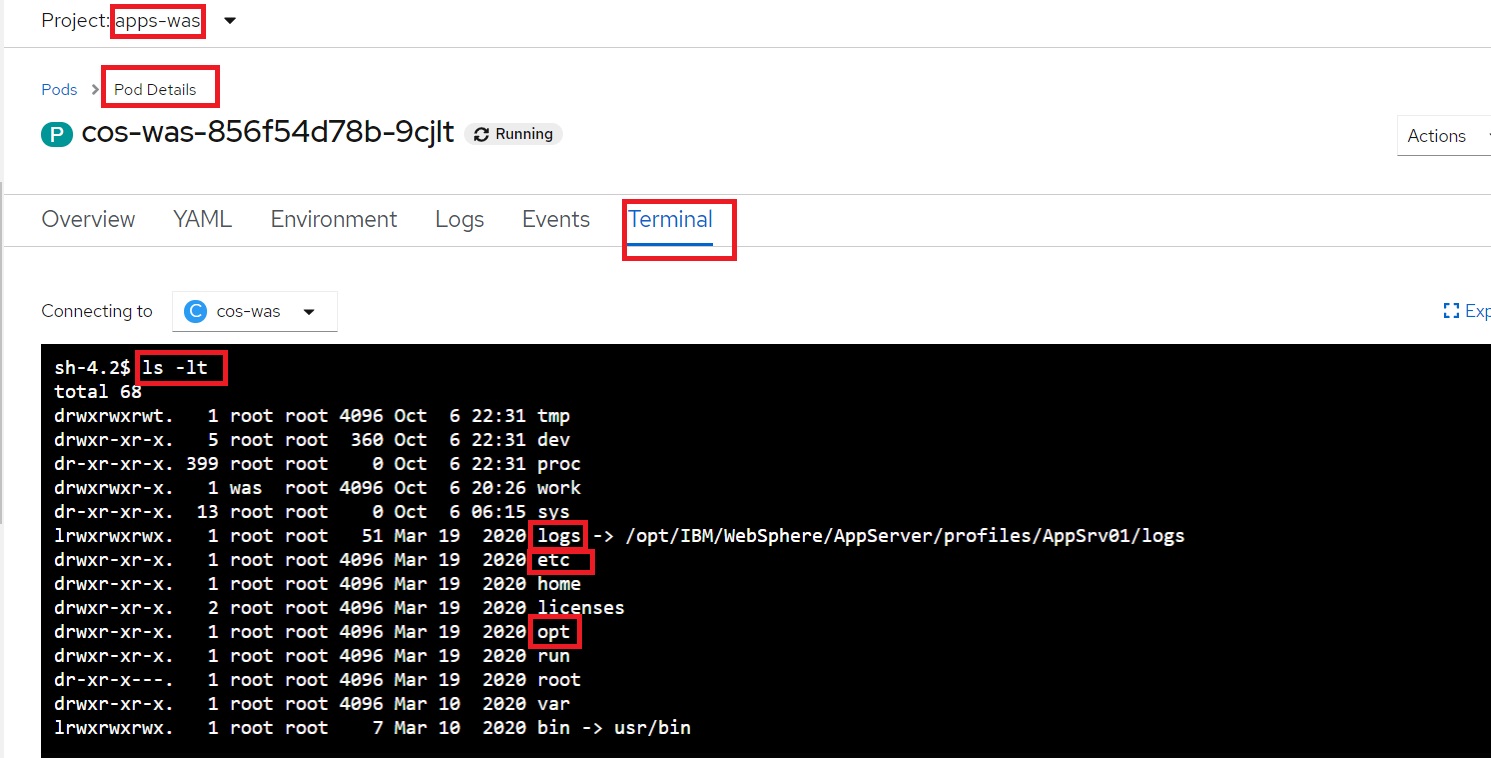 Project: apps-was
Pods > Pod Details
P cos-was-856f54d78b-9cjlt Running
Actions
Overview YAML Environment Logs Events Terminal
Connecting to C cos-was
Exp
sh-4.2$ ls -lt
total 68
drwxrwxrwt.   1 root root 4096 Oct  6 22:31 tmp
drwxr-xr-x.   5 root root  360 Oct  6 22:31 dev
dr-xr-xr-x. 399 root root    0 Oct  6 22:31 proc
drwxrwxr-x.   1 was  root 4096 Oct  6 20:26 work
dr-xr-xr-x.  13 root root    0 Oct  6 06:15 sys
lrwxrwxrwx.   1 root root   51 Mar 19  2020 logs -> /opt/IBM/WebSphere/AppServer/profiles/AppSrv01/logs
drwxr-xr-x.   1 root root 4096 Mar 19  2020 etc
drwxr-xr-x.   1 root root 4096 Mar 19  2020 home
drwxr-xr-x.   2 root root 4096 Mar 19  2020 licenses
drwxr-xr-x.   1 root root 4096 Mar 19  2020 opt
drwxr-xr-x.   1 root root 4096 Mar 19  2020 run
dr-xr-x---.   1 root root 4096 Mar 19  2020 root
drwxr-xr-x.   1 root root 4096 Mar 10  2020 var
lrwxrwxrwx.   1 root root    7 Mar 10  2020 bin -> usr/bin